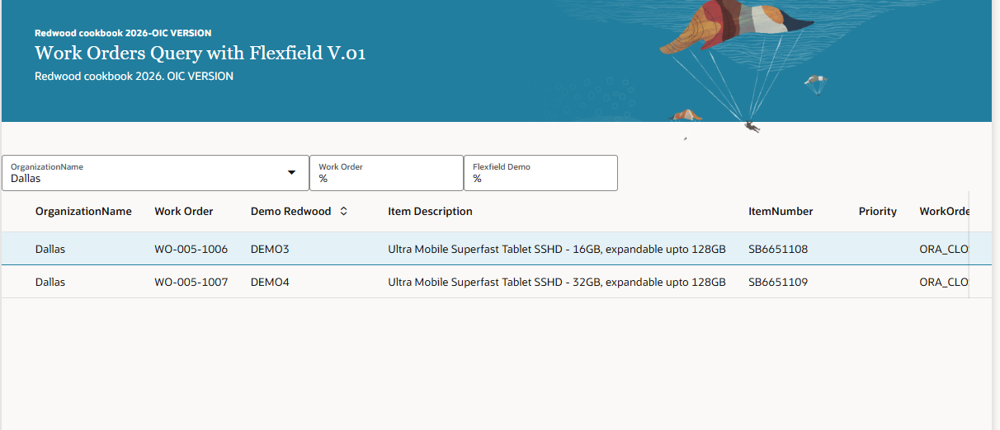 Redwood cookbook 2026-OIC VERSION
Work Orders Query with Flexfield V.01
Redwood cookbook 2026. OIC VERSION
OrganizationName Work Order Flexfield Demo
Dallas % %
OrganizationName Work Order Demo Redwood Item Description ItemNumber Priority WorkOrde
Dallas WO-005-1006 DEMO3 Ultra Mobile Superfast Tablet SSHD - 16GB, expandable upto 128GB SB6651108 ORA_CLO
Dallas WO-005-1007 DEMO4 Ultra Mobile Superfast Tablet SSHD - 32GB, expandable upto 128GB SB6651109 ORA_CLO